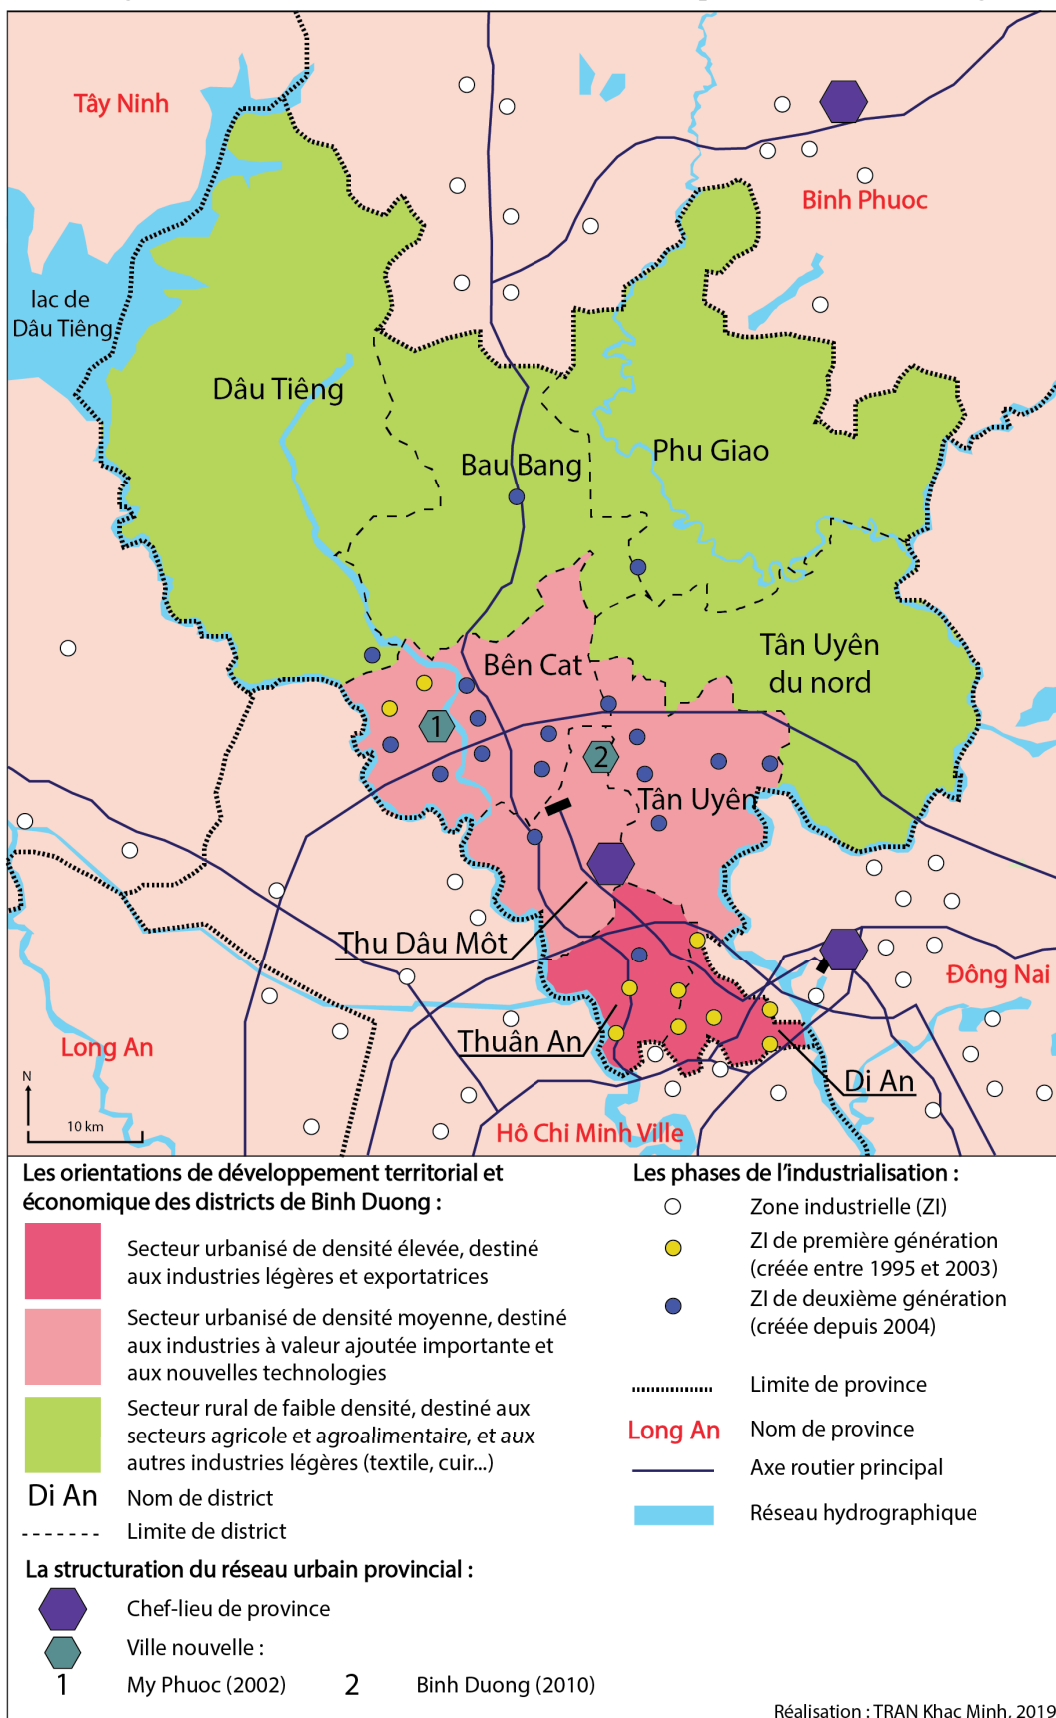 Tây Ninh
Binh Phuoc
lac de
Dâu Tiêng
Dâu Tiêng
Bau Bang
Phu Giao
Tân Uyên
du nord
Bên Cat
1
2
Tân Uyên
Thu Dâu Môt
Đông Nai
Thuân An
Long An
Di An
N
10 km
Hô Chi Minh Ville
Les orientations de développement territorial et
économique des districts de Binh Duong :
Secteur urbanisé de densité élevée, destiné
aux industries légères et exportatrices
Secteur urbanisé de densité moyenne, destiné
aux industries à valeur ajoutée importante et
aux nouvelles technologies
Secteur rural de faible densité, destiné aux
secteurs agricole et agroalimentaire, et aux
autres industries légères (textile, cuir...)
Di An Nom de district
Limite de district
La structuration du réseau urbain provincial :
Chef-lieu de province
Ville nouvelle :
1 My Phuoc (2002) 2 Binh Duong (2010)
Les phases de l'industrialisation :
Zone industrielle (ZI)
ZI de première génération
(créée entre 1995 et 2003)
ZI de deuxième génération
(créée depuis 2004)
Limite de province
Long An Nom de province
Axe routier principal
Réseau hydrographique
Réalisation : TRAN Khac Minh, 2019